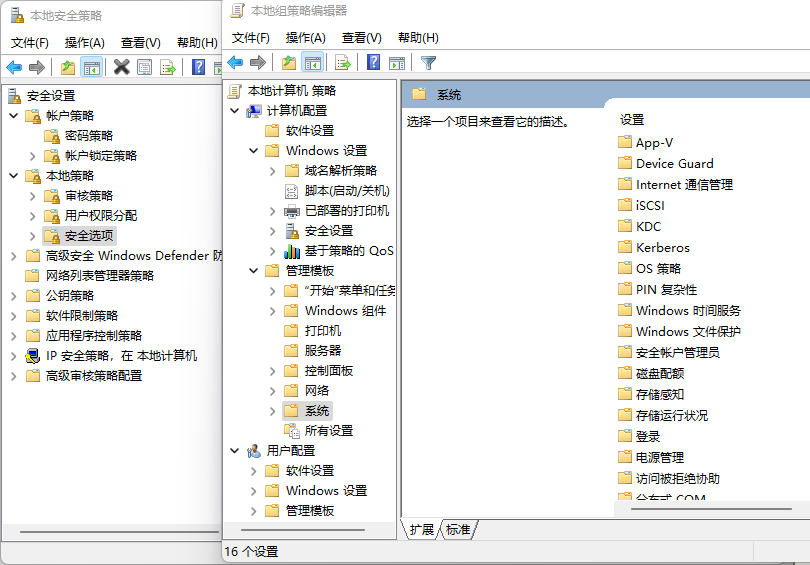 本地安全策略
文件(F) 操作(A) 查看(V) 帮助(H)
安全设置
帐户策略
密码策略
帐户锁定策略
本地策略
审核策略
用户权限分配
安全选项
高级安全 Windows Defender 防
网络列表管理器策略
公钥策略
软件限制策略
应用程序控制策略
IP 安全策略，在 本地计算机
高级审核策略配置
本地组策略编辑器
文件(F) 操作(A) 查看(V) 帮助(H)
本地计算机 策略
计算机配置
软件设置
Windows 设置
域名解析策略
脚本(启动/关机)
已部署的打印机
安全设置
基于策略的 QoS
管理模板
“开始”菜单和任务
Windows 组件
打印机
服务器
控制面板
网络
系统
所有设置
用户配置
软件设置
Windows 设置
管理模板
系统
选择一个项目来查看它的描述。
设置
App-V
Device Guard
Internet 通信管理
iSCSI
KDC
Kerberos
OS 策略
PIN 复杂性
Windows 时间服务
Windows 文件保护
安全帐户管理员
磁盘配额
存储感知
存储运行状况
登录
电源管理
访问被拒绝协助
分布式 COM
扩展 标准
16 个设置